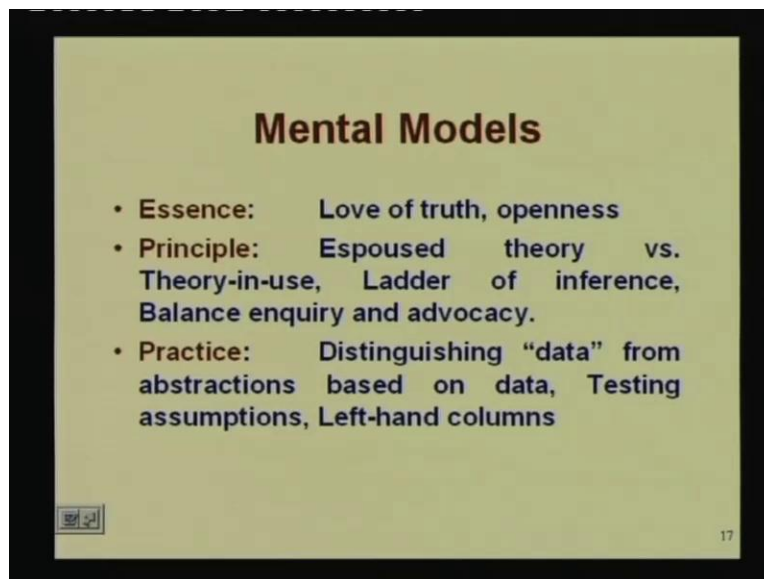 Mental Models
• Essence: Love of truth, openness
• Principle: Espoused theory vs.
Theory-in-use, Ladder of inference,
Balance enquiry and advocacy.
• Practice: Distinguishing “data” from
abstractions based on data, Testing
assumptions, Left-hand columns
17